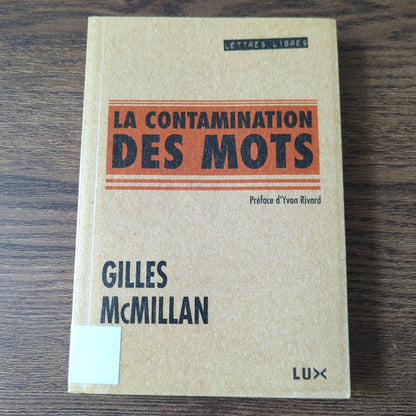 LETTRES LIBRES
LA CONTAMINATION
DES MOTS
Préface d'Yvon Rivard
GILLES
McMILLAN
LUX